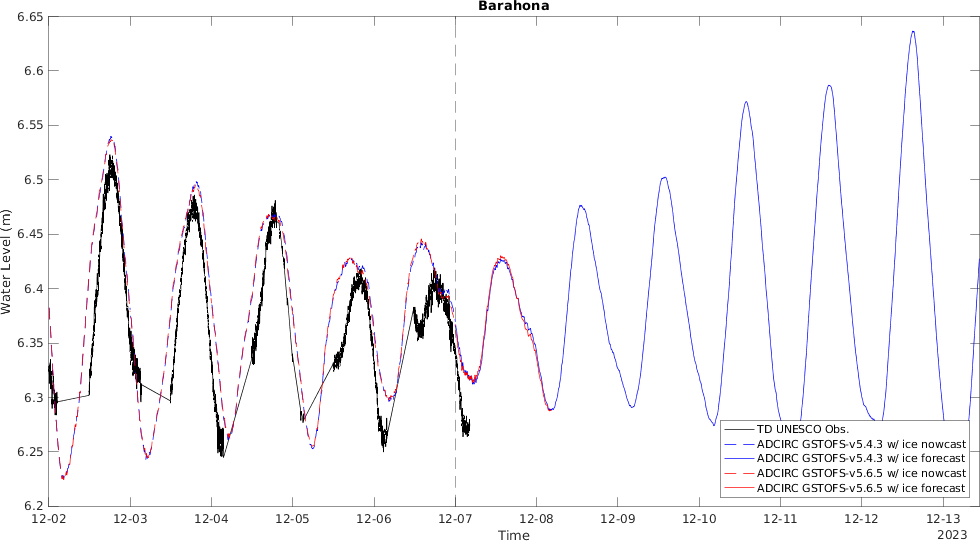 Barahona
6.65
6.6
6.55
6.5
6.45
6.4
6.35
6.3
6.25
6.2
Water Level (m)
12-02 12-03 12-04 12-05 12-06 12-07 12-08 12-09 12-10 12-11 12-12 12-13
Time
2023
TD UNESCO Obs.
ADCIRC GSTOFS-v5.4.3 w/ ice nowcast
ADCIRC GSTOFS-v5.4.3 w/ ice forecast
ADCIRC GSTOFS-v5.6.5 w/ ice nowcast
ADCIRC GSTOFS-v5.6.5 w/ ice forecast